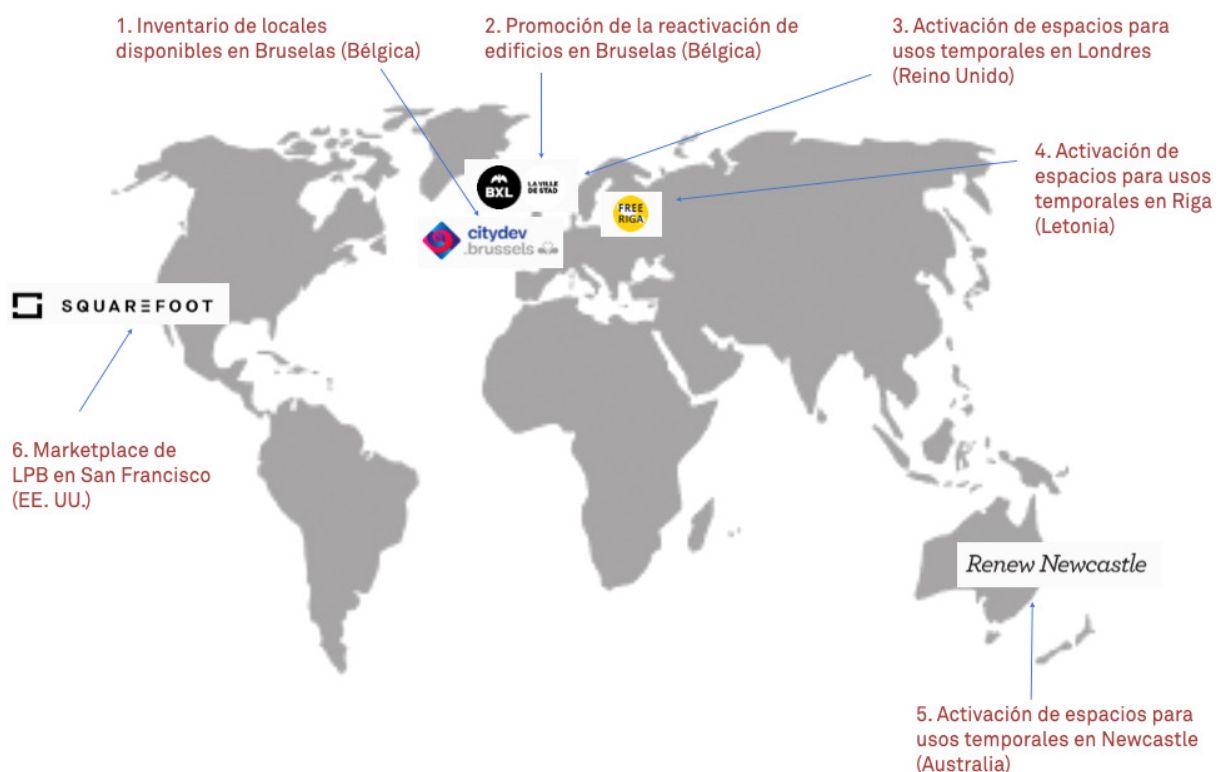 1. Inventario de locales
disponibles en Bruselas (Bélgica)
2. Promoción de la reactivación de
edificios en Bruselas (Bélgica)
3. Activación de espacios para
usos temporales en Londres
(Reino Unido)
4. Activación de
espacios para usos
temporales en Riga
(Letonia)
BXL
LA VILLE
DE STAD
FREE
RIGA
citydev
.brussels
SQUAREFOOT
6. Marketplace de
LPB en San Francisco
(EE. UU.)
Renew Newcastle
5. Activación de espacios para
usos temporales en Newcastle
(Australia)